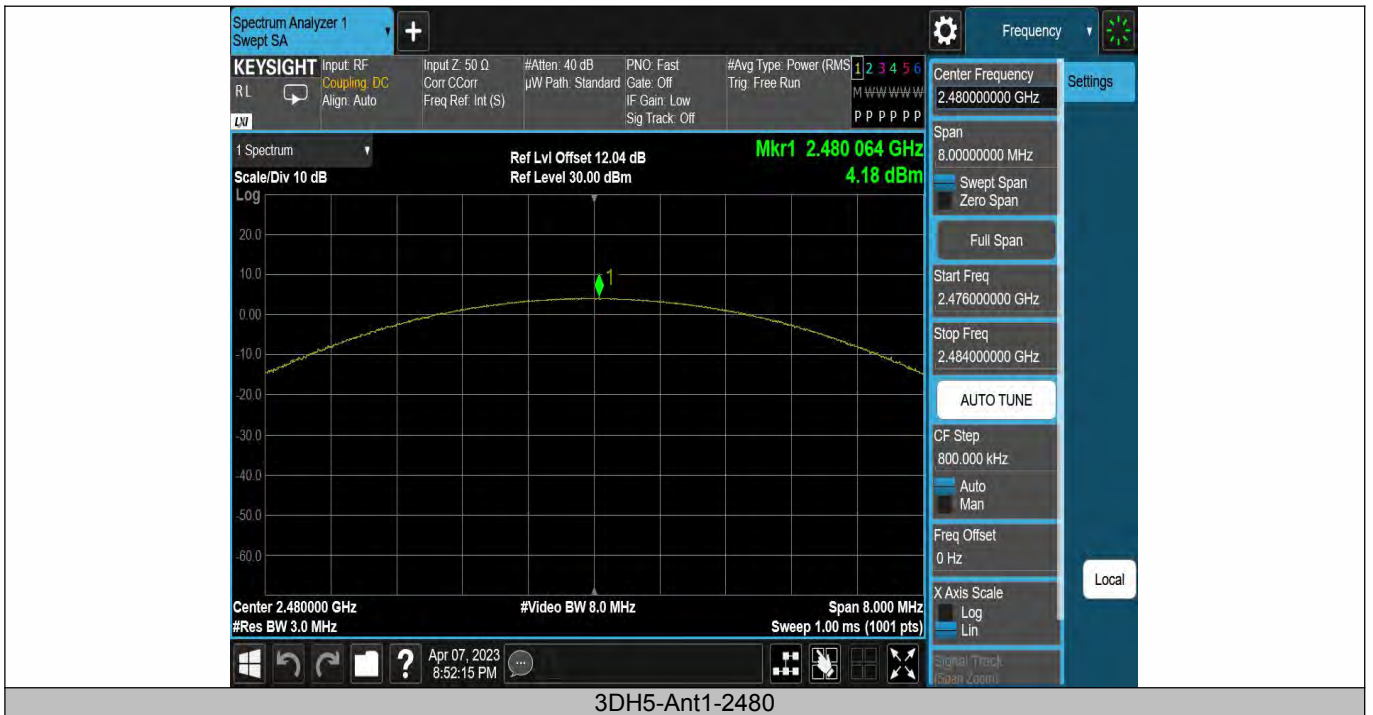 Spectrum Analyzer 1
Swept SA
+
Frequency
KEYSIGHT
R L
LXI
Input: RF
Coupling: DC
Align: Auto
Input Z: 50 Ω
Corr CCorr
Freq Ref: Int (S)
#Atten: 40 dB
µW Path: Standard
PNO: Fast
Gate: Off
IF Gain: Low
Sig Track: Off
#Avg Type: Power (RMS
Trig: Free Run
1 2 3 4 5 6
M W W W W W
P P P P P P
1 Spectrum
Scale/Div 10 dB
Log
Ref Lvl Offset 12.04 dB
Ref Level 30.00 dBm
Mkr1 2.480 064 GHz
4.18 dBm
20.0
10.0
1
0.00
-10.0
-20.0
-30.0
-40.0
-50.0
-60.0
Center 2.480000 GHz
#Res BW 3.0 MHz
#Video BW 8.0 MHz
Span 8.000 MHz
Sweep 1.00 ms (1001 pts)
Center Frequency
2.480000000 GHz
Settings
Span
8.00000000 MHz
Swept Span
Zero Span
Full Span
Start Freq
2.476000000 GHz
Stop Freq
2.484000000 GHz
AUTO TUNE
CF Step
800.000 kHz
Auto
Man
Freq Offset
0 Hz
X Axis Scale
Log
Lin
Local
Signal Track
(Span Zoom)
?
Apr 07, 2023
8:52:15 PM
3DH5-Ant1-2480